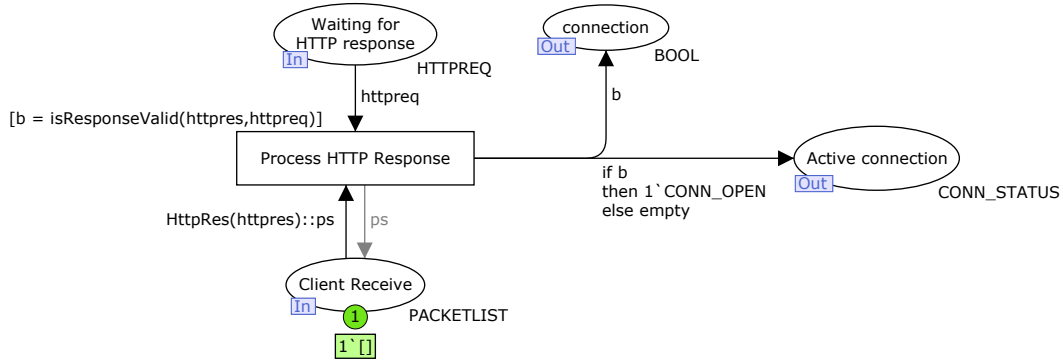 Waiting for
HTTP response
In
HTTPREQ
connection
Out
BOOL
httpreq
b
[b = isResponseValid(httpres,httpreq)]
Process HTTP Response
if b
then 1`CONN_OPEN
else empty
Active connection
Out
CONN_STATUS
HttpRes(httpres)::ps
ps
Client Receive
In
PACKETLIST
1
1`[]